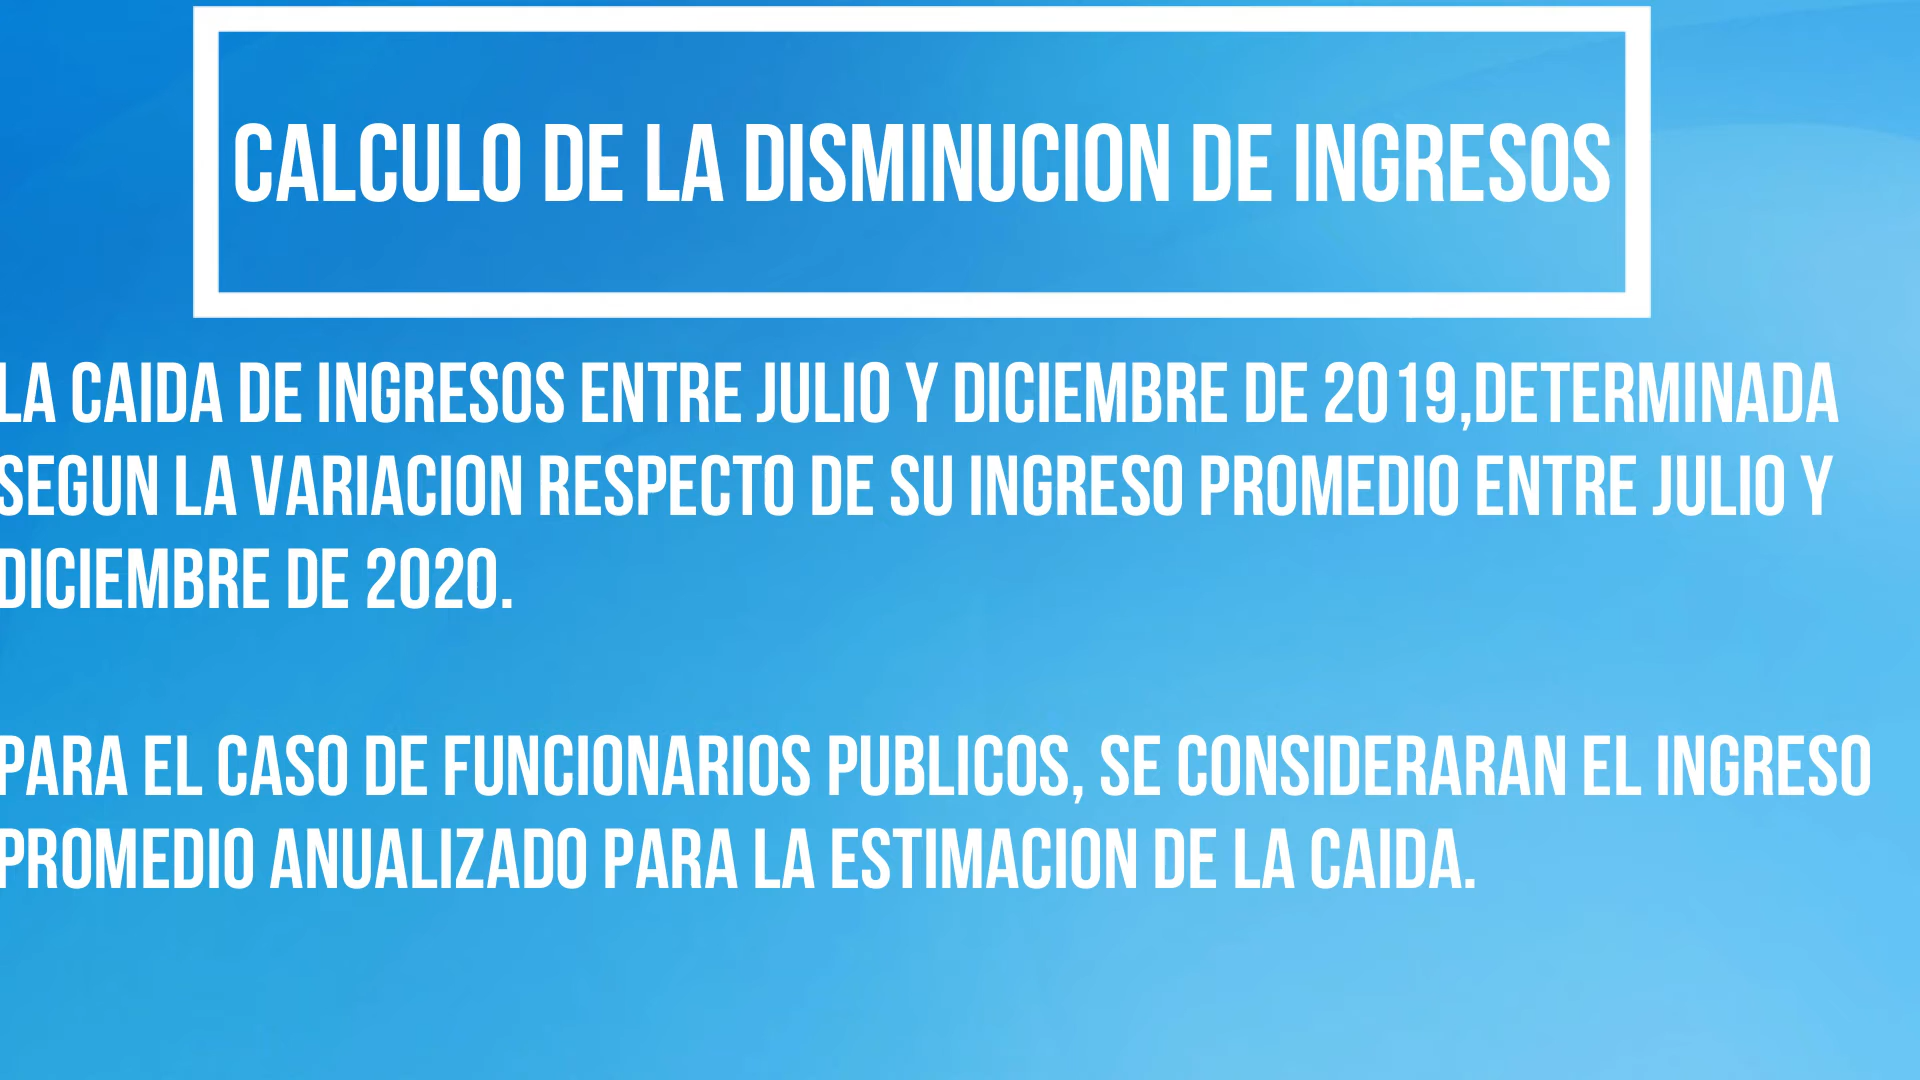 CALCULO DE LA DISMINUCION DE INGRESOS
LA CAIDA DE INGRESOS ENTRE JULIO Y DICIEMBRE DE 2019,DETERMINADA
SEGUN LA VARIACION RESPECTO DE SU INGRESO PROMEDIO ENTRE JULIO Y
DICIEMBRE DE 2020.
PARA EL CASO DE FUNCIONARIOS PUBLICOS, SE CONSIDERARAN EL INGRESO
PROMEDIO ANUALIZADO PARA LA ESTIMACION DE LA CAIDA.